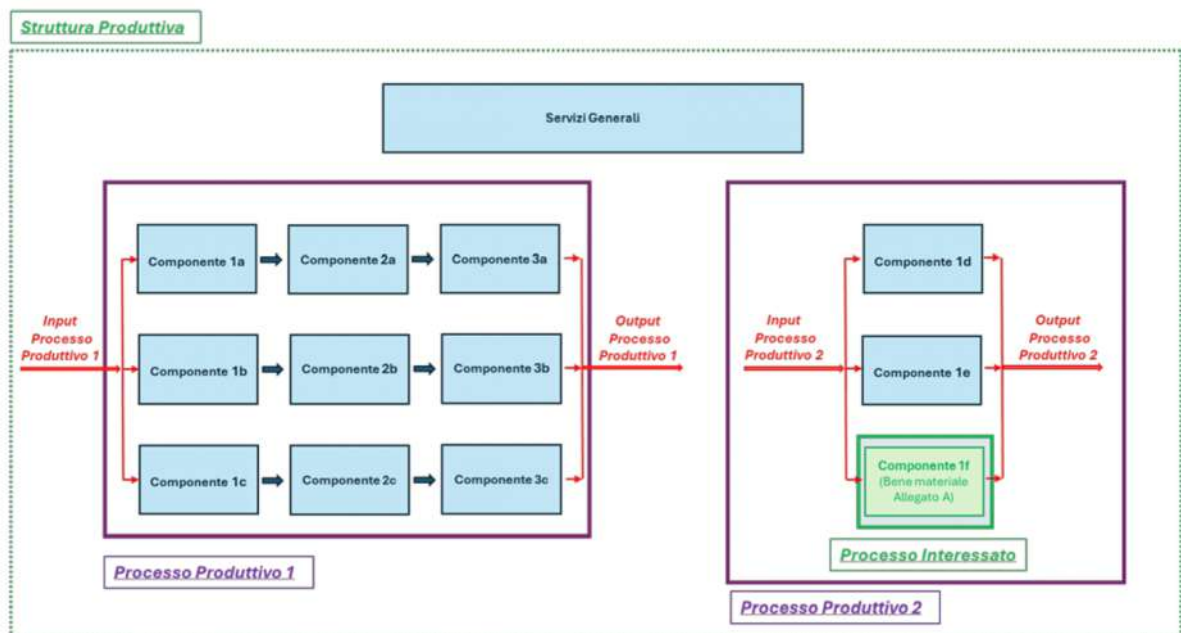 Struttura Produttiva
Servizi Generali
Componente 1a
Componente 2a
Componente 3a
Input
Processo
Produttivo 1
Componente 1b
Componente 2b
Componente 3b
Output
Processo
Produttivo 1
Componente 1c
Componente 2c
Componente 3c
Processo Produttivo 1
Componente 1d
Input
Processo
Produttivo 2
Componente 1e
Output
Processo
Produttivo 2
Componente 1f
(Bene materiale
Allegato A)
Processo Interessato
Processo Produttivo 2